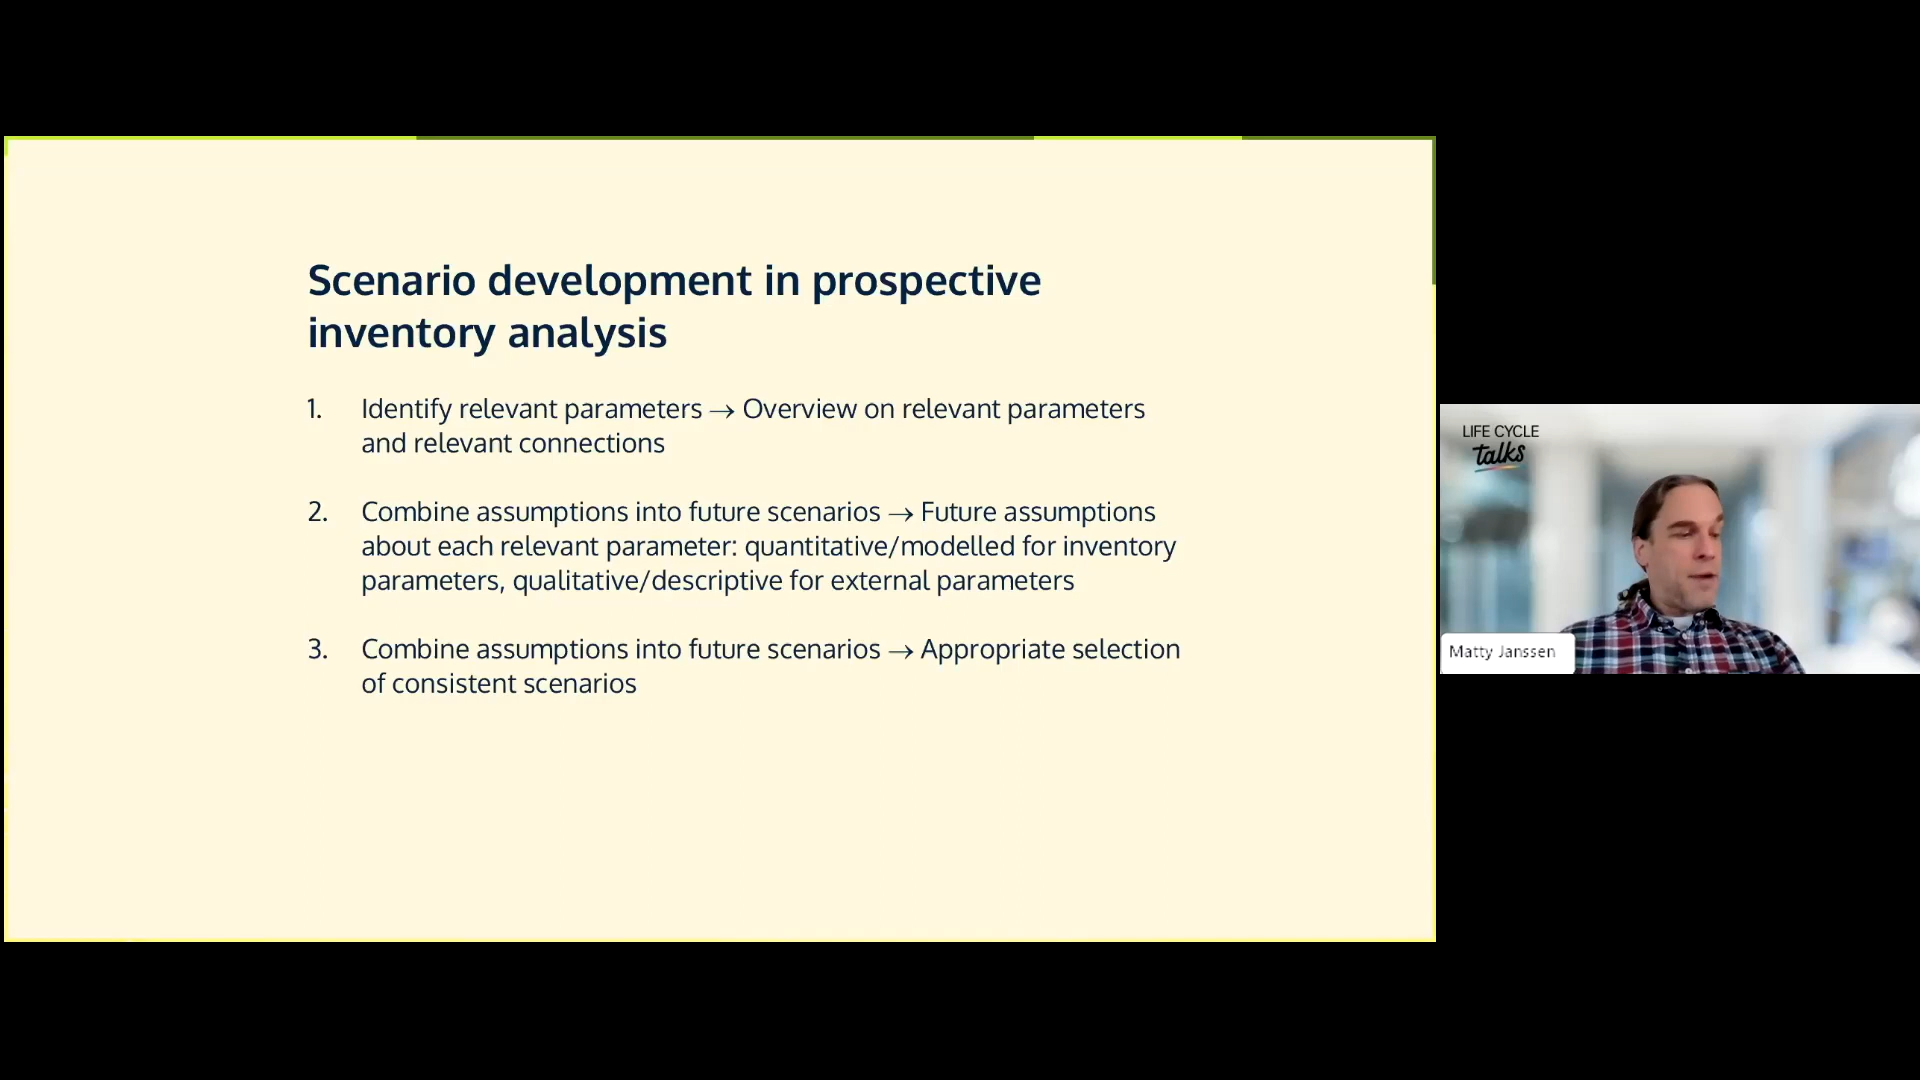 Scenario development in prospective
inventory analysis
1. Identify relevant parameters → Overview on relevant parameters
and relevant connections
2. Combine assumptions into future scenarios → Future assumptions
about each relevant parameter: quantitative/modelled for inventory
parameters, qualitative/descriptive for external parameters
3. Combine assumptions into future scenarios → Appropriate selection
of consistent scenarios
LIFE CYCLE
talks
Matty Janssen